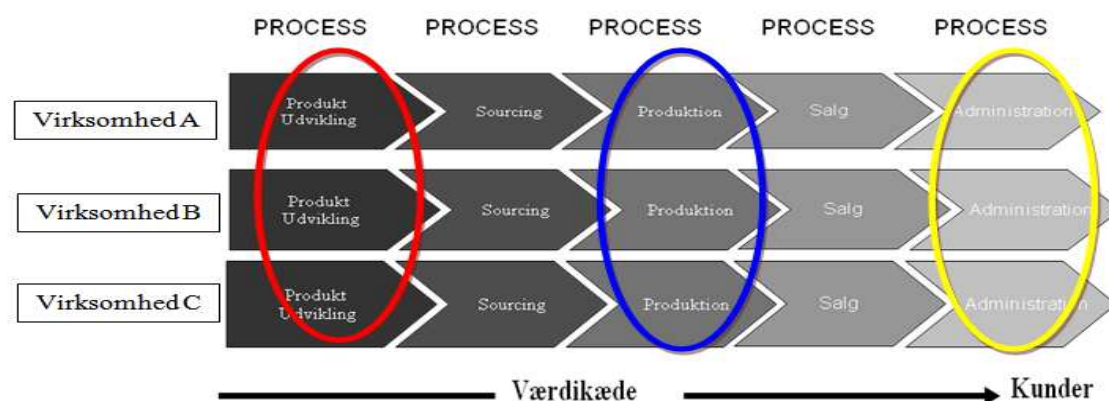 PROCESS PROCESS PROCESS PROCESS PROCESS
Virksomhed A
Produkt
Udvikling
Sourcing
Produktion
Salg
Administration
Virksomhed B
Produkt
Udvikling
Sourcing
Produktion
Salg
Administration
Virksomhed C
Produkt
Udvikling
Sourcing
Produktion
Salg
Administration
Værdikæde
Kunder